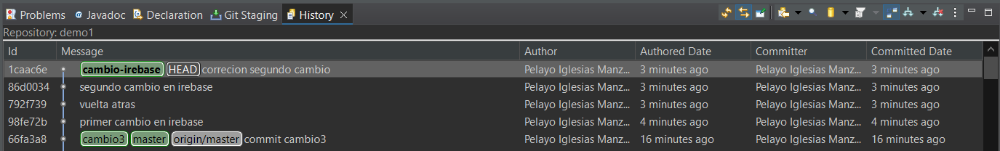 Problems @ Javadoc Declaration Git Staging History
Repository: demo1
Id Message Author Authored Date Committer Committed Date
1caac6e cambio-irebase HEAD correcion segundo cambio Pelayo Iglesias Manz... 3 minutes ago Pelayo Iglesias Manz... 3 minutes ago
86d0034 segundo cambio en irebase Pelayo Iglesias Manz... 3 minutes ago Pelayo Iglesias Manz... 3 minutes ago
792f739 vuelta atras Pelayo Iglesias Manz... 3 minutes ago Pelayo Iglesias Manz... 3 minutes ago
98fe72b primer cambio en irebase Pelayo Iglesias Manz... 4 minutes ago Pelayo Iglesias Manz... 4 minutes ago
66fa3a8 cambio3 master origin/master commit cambio3 Pelayo Iglesias Manz... 16 minutes ago Pelayo Iglesias Manz... 16 minutes ago